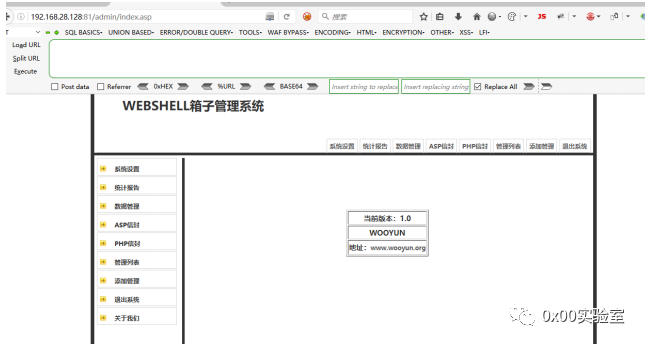 192.168.28.128:81/admin/index.asp
搜索
SQL BASICS▾ UNION BASED▾ ERROR/DOUBLE QUERY▾ TOOLS▾ WAF BYPASS▾ ENCODING▾ HTML▾ ENCRYPTION▾ OTHER▾ XSS▾ LFI▾
Load URL
Split URL
Execute
Post data Referrer 0xHEX %URL BASE64 Insert string to replace Insert replacing string Replace All
WEBSHELL箱子管理系统
系统设置 统计报告 数据管理 ASP信封 PHP信封 管理列表 添加管理 退出系统
系统设置
统计报告
数据管理
ASP信封
PHP信封
管理列表
添加管理
退出系统
关于我们
当前版本：1.0
WOOYUN
地址：www.wooyun.org
0x00实验室